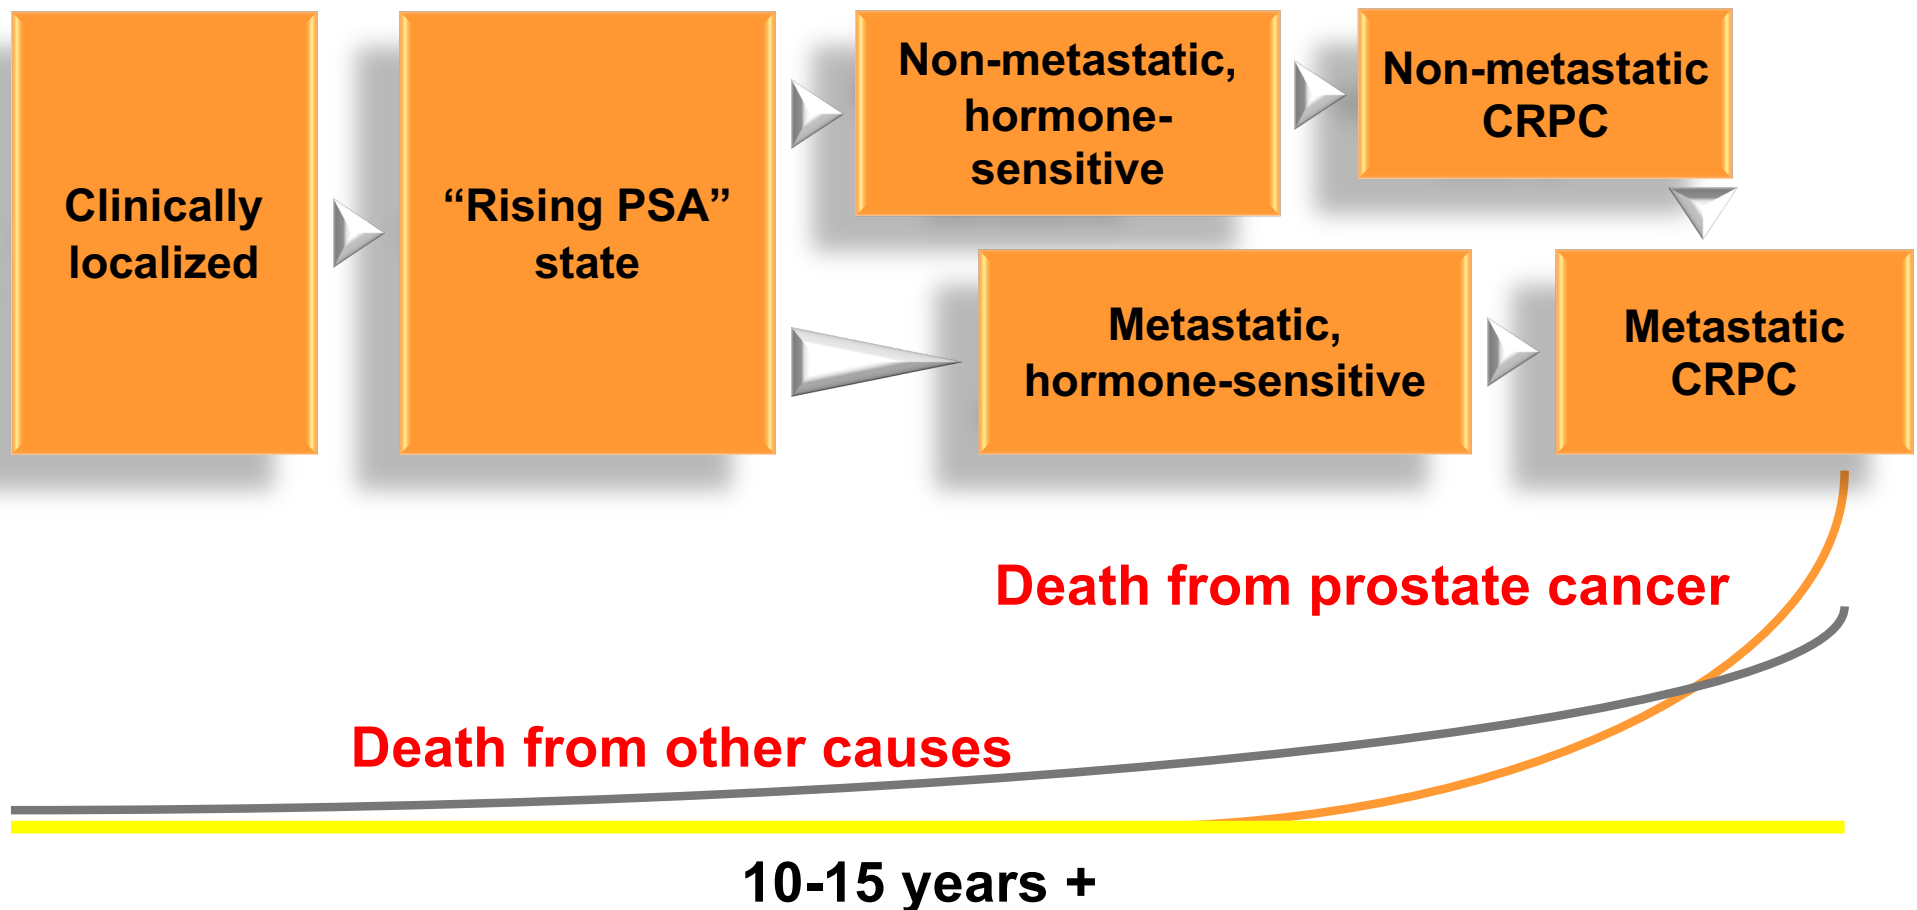 Clinically
localized
“Rising PSA”
state
Non-metastatic,
hormone-
sensitive
Non-metastatic
CRPC
Metastatic,
hormone-sensitive
Metastatic
CRPC
Death from prostate cancer
Death from other causes
10-15 years +